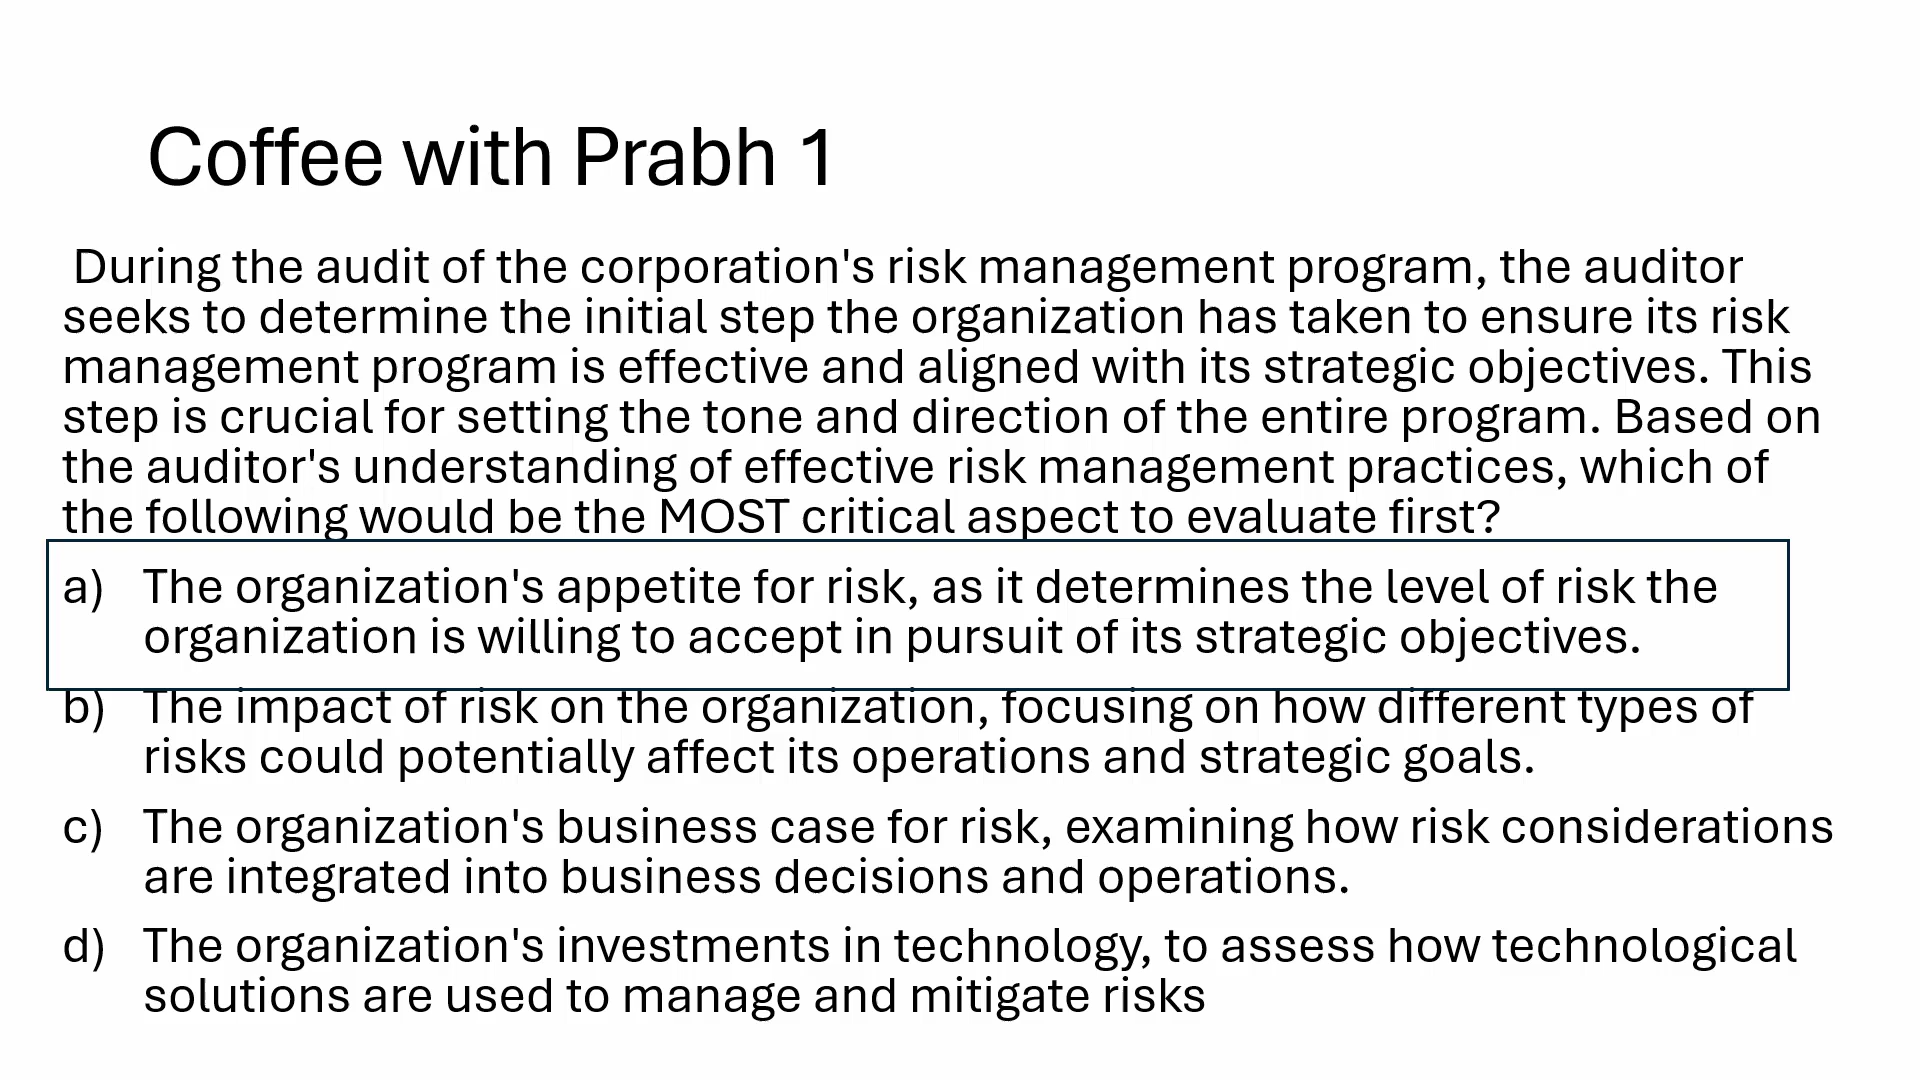 Coffee with Prabh 1
During the audit of the corporation's risk management program, the auditor
seeks to determine the initial step the organization has taken to ensure its risk
management program is effective and aligned with its strategic objectives. This
step is crucial for setting the tone and direction of the entire program. Based on
the auditor's understanding of effective risk management practices, which of
the following would be the MOST critical aspect to evaluate first?
a) The organization's appetite for risk, as it determines the level of risk the
organization is willing to accept in pursuit of its strategic objectives.
b) The impact of risk on the organization, focusing on how different types of
risks could potentially affect its operations and strategic goals.
c) The organization's business case for risk, examining how risk considerations
are integrated into business decisions and operations.
d) The organization's investments in technology, to assess how technological
solutions are used to manage and mitigate risks